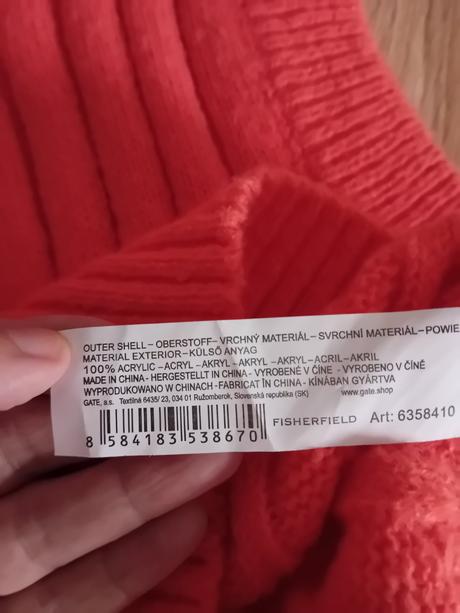 OUTER SHELL– OBERSTOFF– VRCHNÝ MATERIÁL– SVRCHNÍ MATERIÁL–POWIE
MATERIAL EXTERIOR–KÜLSŐ ANYAG
100% ACRYLIC –ACRYL –AKRYL –AKRYL –AKRYL–ACRIL–AKRIL
MADE IN CHINA- HERGESTELLT IN CHINA- VYROBENÉ V ČÍNE - VYROBENO V ČÍNĚ
WYPRODUKOWANO W CHINACH -FABRICAT ÎN CHINA- KÍNÁBAN GYÁRTVA
GATE, a.s. Textilná 6435/ 23, 034 01 Ružomberok, Slovenská republika (SK) www.gate.shop
8 584183 538670 FISHERFIELD Art: 6358410